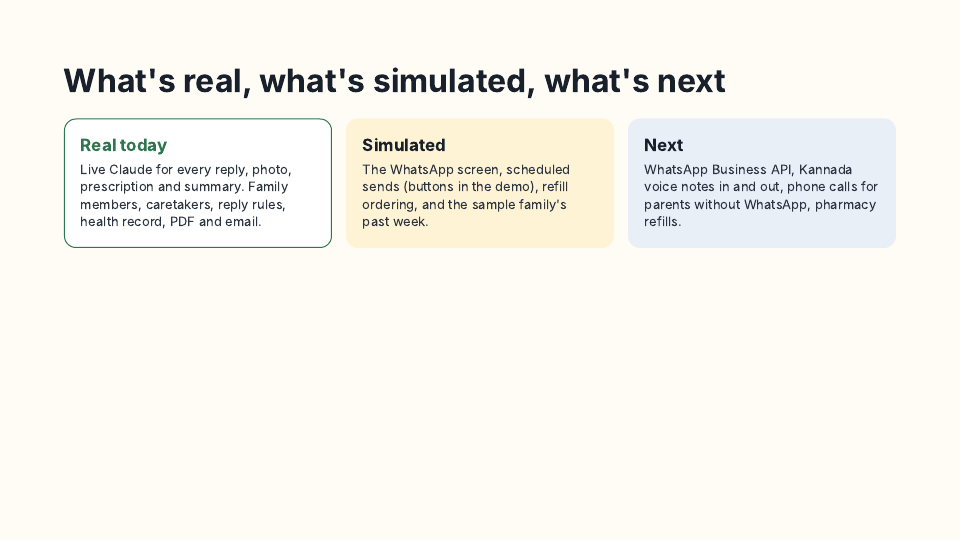 What's real, what's simulated, what's next
Real today
Live Claude for every reply, photo,
prescription and summary. Family
members, caretakers, reply rules,
health record, PDF and email.
Simulated
The WhatsApp screen, scheduled
sends (buttons in the demo), refill
ordering, and the sample family's
past week.
Next
WhatsApp Business API, Kannada
voice notes in and out, phone calls for
parents without WhatsApp, pharmacy
refills.